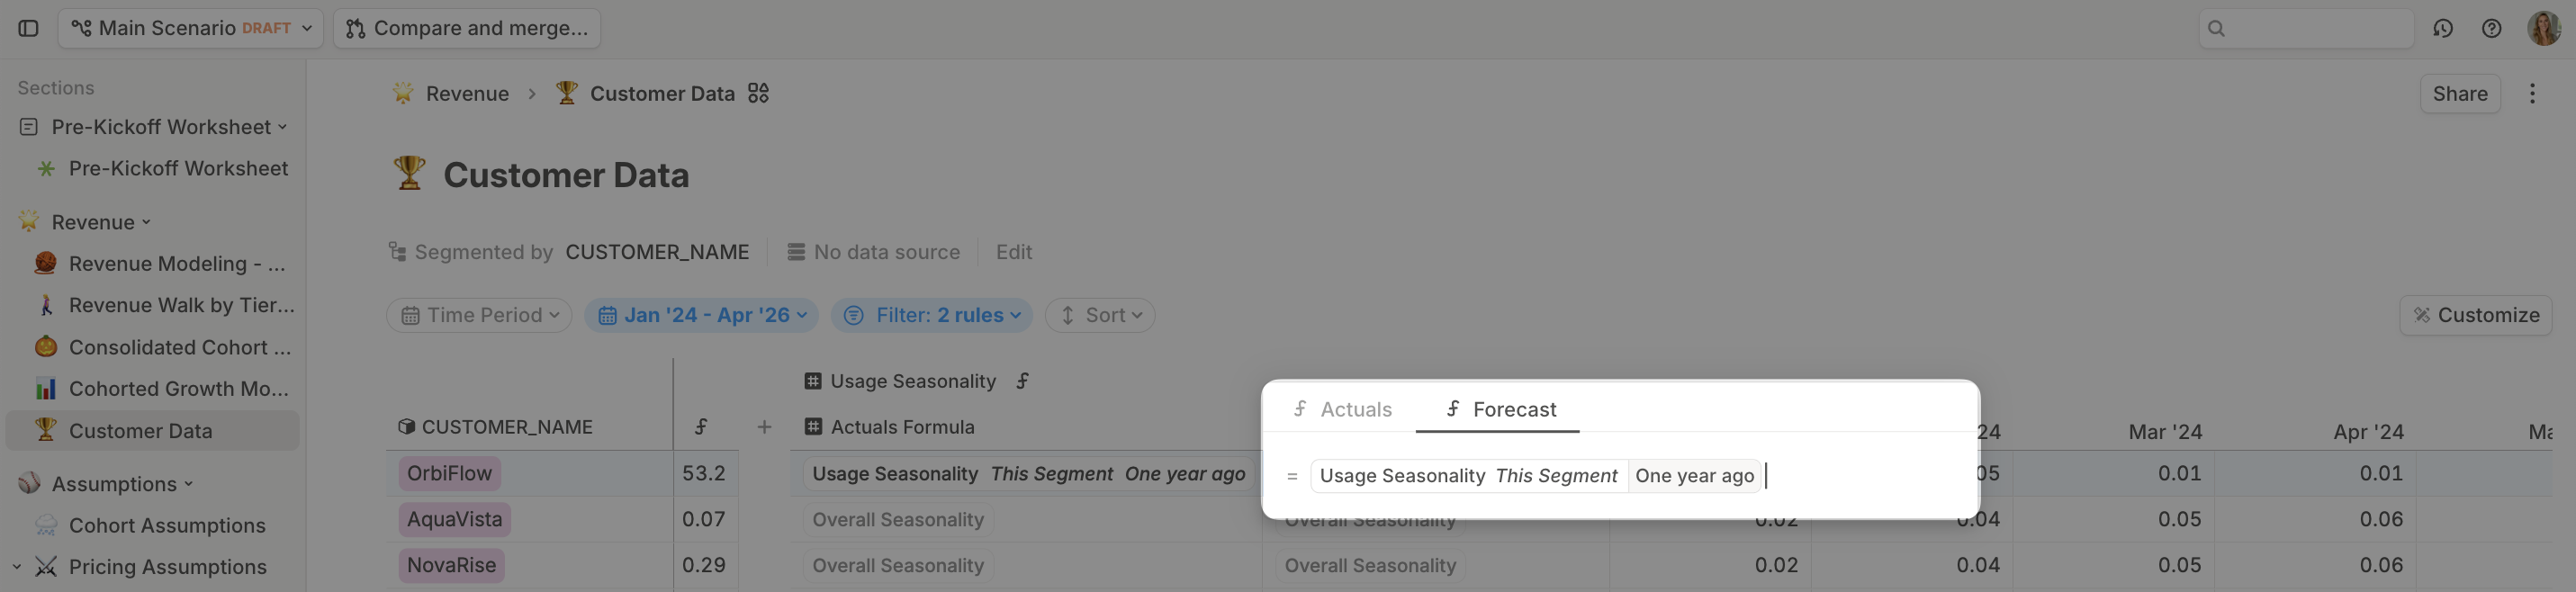 Main Scenario DRAFT
Compare and merge...
Sections
Pre-Kickoff Worksheet
Pre-Kickoff Worksheet
Revenue
Revenue Modeling - ...
Revenue Walk by Tier...
Consolidated Cohort ...
Cohorted Growth Mo...
Customer Data
Assumptions
Cohort Assumptions
Pricing Assumptions
Revenue > Customer Data
Share
Customer Data
Segmented by CUSTOMER_NAME No data source Edit
Time Period Jan '24 - Apr '26 Filter: 2 rules Sort Customize
Usage Seasonality
CUSTOMER_NAME + Actuals Formula 24 Mar '24 Apr '24 Ma
Actuals Forecast
= Usage Seasonality This Segment One year ago
OrbiFlow 53.2 Usage Seasonality This Segment One year ago 05 0.01 0.01
AquaVista 0.07 Overall Seasonality Overall Seasonality 0.02 0.04 0.05 0.06
NovaRise 0.29 Overall Seasonality Overall Seasonality 0.02 0.04 0.05 0.06